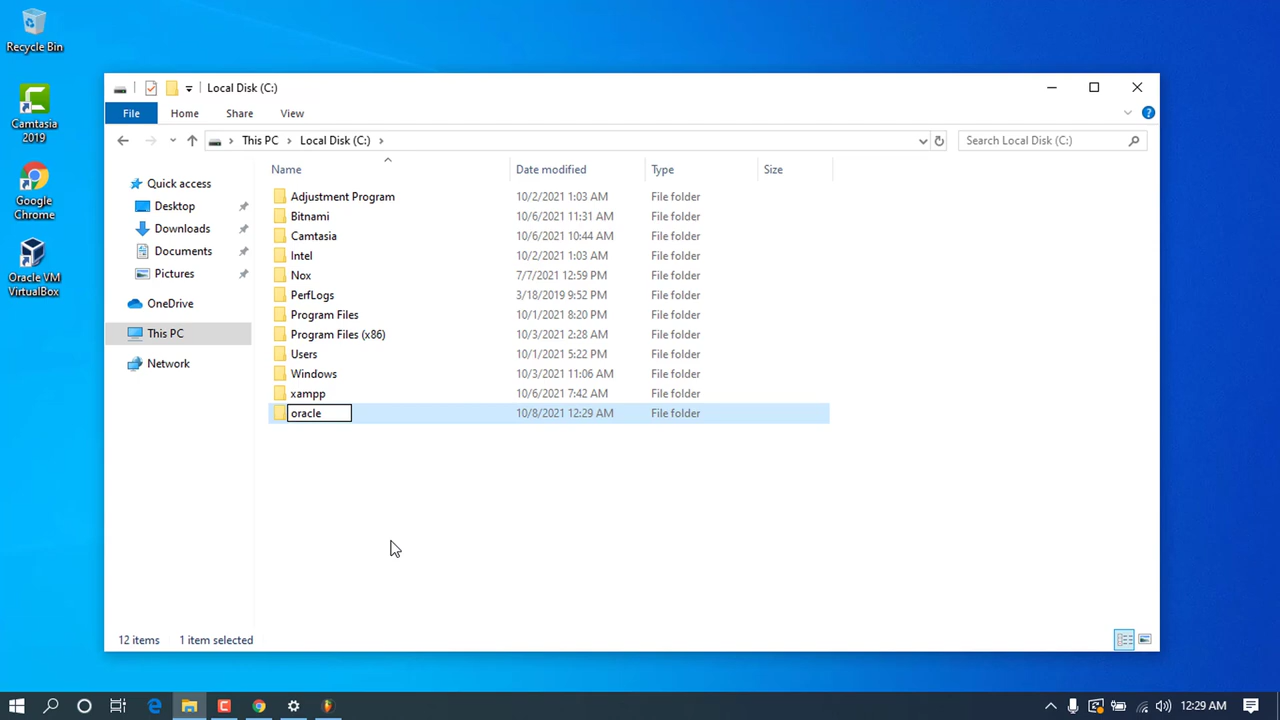 Recycle Bin
Camtasia
2019
Google
Chrome
Oracle VM
VirtualBox
Local Disk (C:)
File Home Share View
This PC Local Disk (C:)
Search Local Disk (C:)
Quick access
Desktop
Downloads
Documents
Pictures
OneDrive
This PC
Network
Name Date modified Type Size
Adjustment Program 10/2/2021 1:03 AM File folder
Bitnami 10/6/2021 11:31 AM File folder
Camtasia 10/6/2021 10:44 AM File folder
Intel 10/2/2021 1:03 AM File folder
Nox 7/7/2021 12:59 PM File folder
PerfLogs 3/18/2019 9:52 PM File folder
Program Files 10/1/2021 8:20 PM File folder
Program Files (x86) 10/3/2021 2:28 AM File folder
Users 10/1/2021 5:22 PM File folder
Windows 10/3/2021 11:06 AM File folder
xampp 10/6/2021 7:42 AM File folder
oracle 10/8/2021 12:29 AM File folder
12 items 1 item selected
12:29 AM